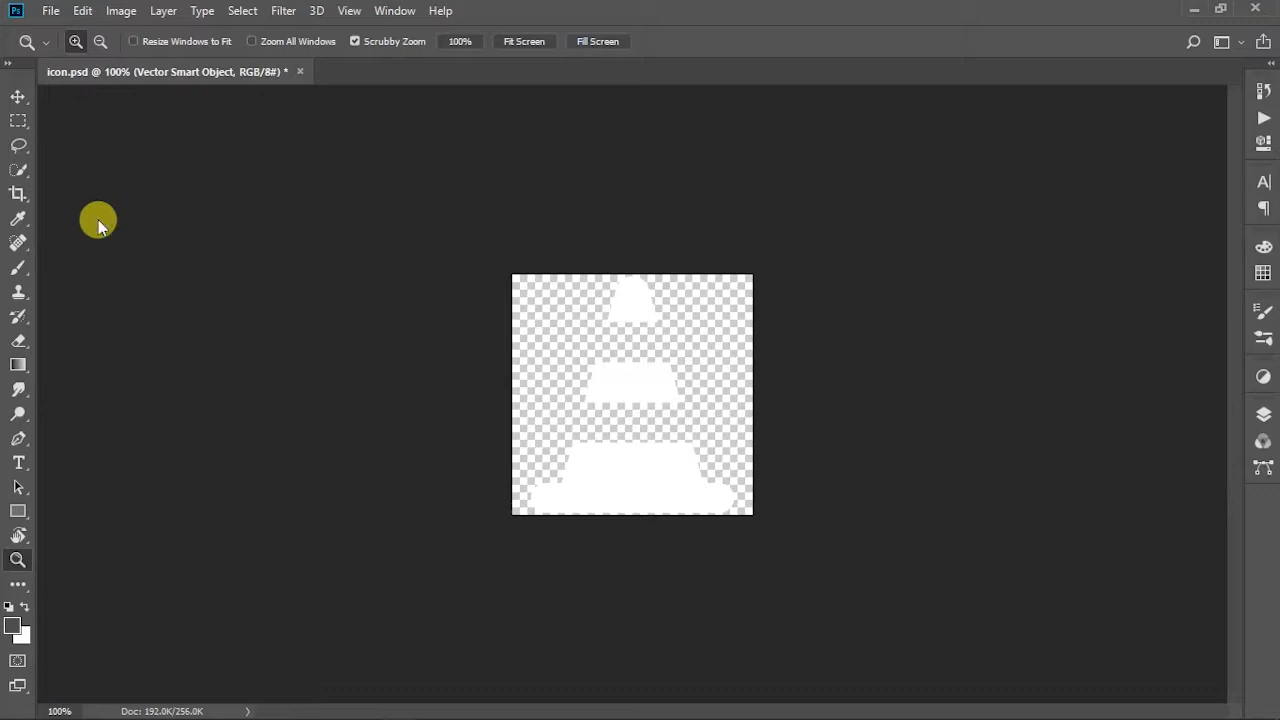 Ps File Edit Image Layer Type Select Filter 3D View Window Help
Resize Windows to Fit Zoom All Windows Scrubby Zoom 100% Fit Screen Fill Screen
icon.psd @ 100% (Vector Smart Object, RGB/8#) *
100% Doc: 192.0K/256.0K